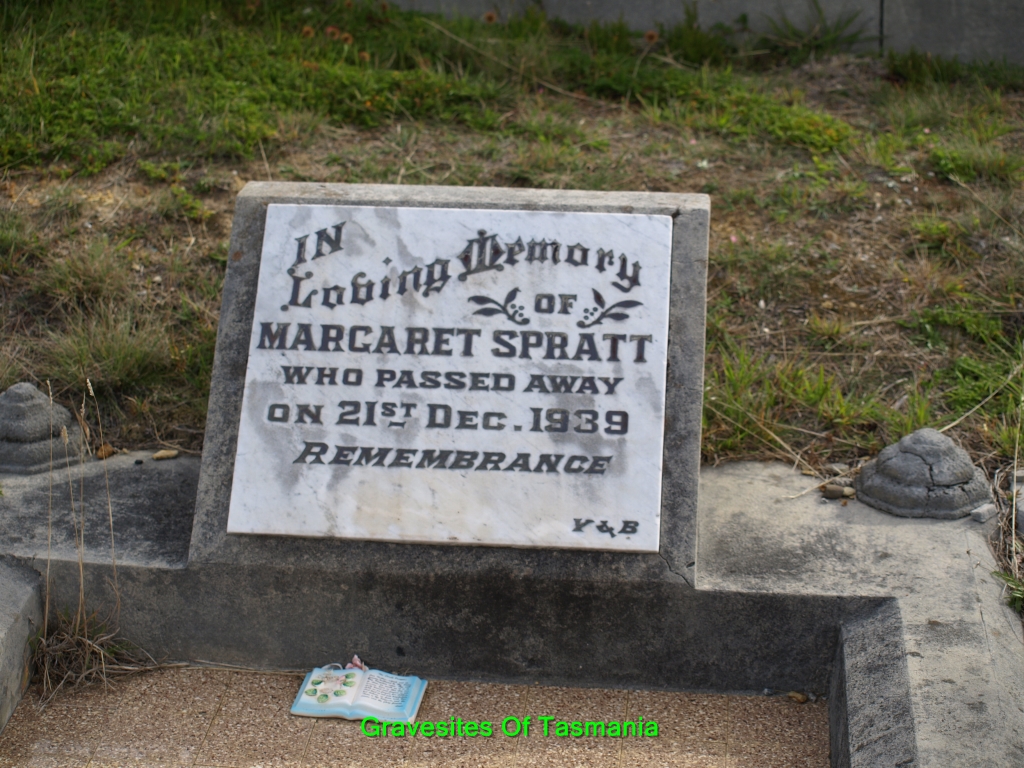 IN
Loving Memory
OF
MARGARET SPRATT
WHO PASSED AWAY
ON 21ST DEC. 1939
REMEMBRANCE
V & B
Gravesites Of Tasmania